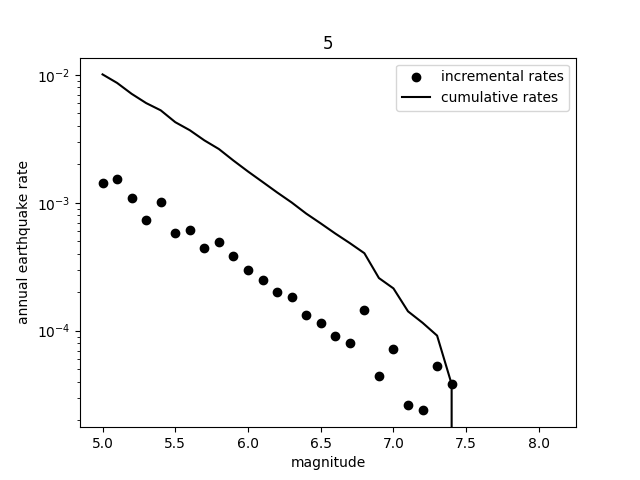 5
incremental rates
cumulative rates
annual earthquake rate
10⁻²
10⁻³
10⁻⁴
5.0 5.5 6.0 6.5 7.0 7.5 8.0
magnitude